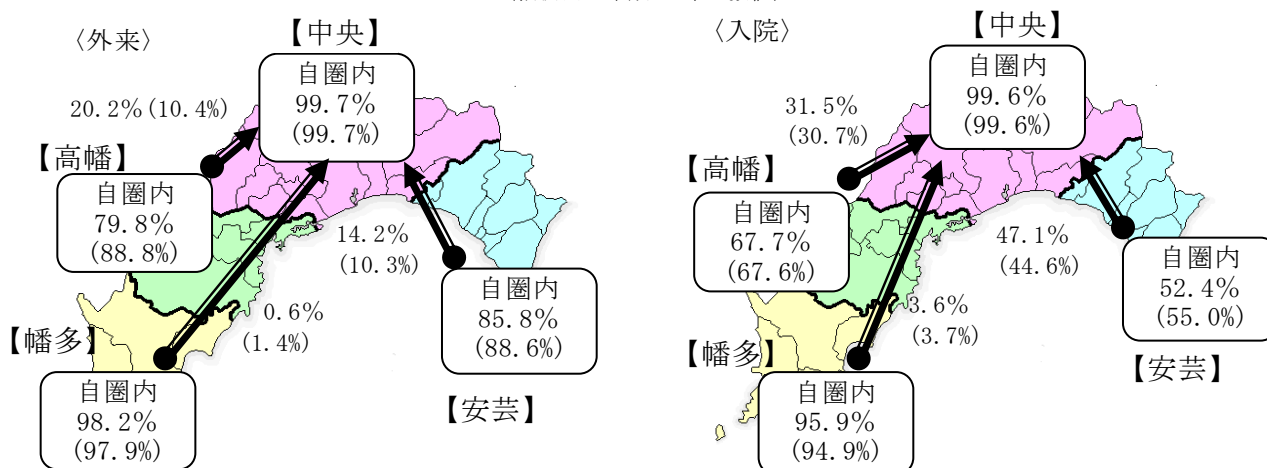 〈外来〉
【中央】
自圏内
99.7%
(99.7%)
20.2%(10.4%)
【高幡】
自圏内
79.8%
(88.8%)
14.2%
(10.3%)
0.6%
(1.4%)
自圏内
85.8%
(88.6%)
【幡多】
自圏内
98.2%
(97.9%)
【安芸】
〈入院〉
【中央】
自圏内
99.6%
(99.6%)
31.5%
(30.7%)
【高幡】
自圏内
67.7%
(67.6%)
47.1%
(44.6%)
自圏内
52.4%
(55.0%)
3.6%
(3.7%)
【幡多】
自圏内
95.9%
(94.9%)
【安芸】